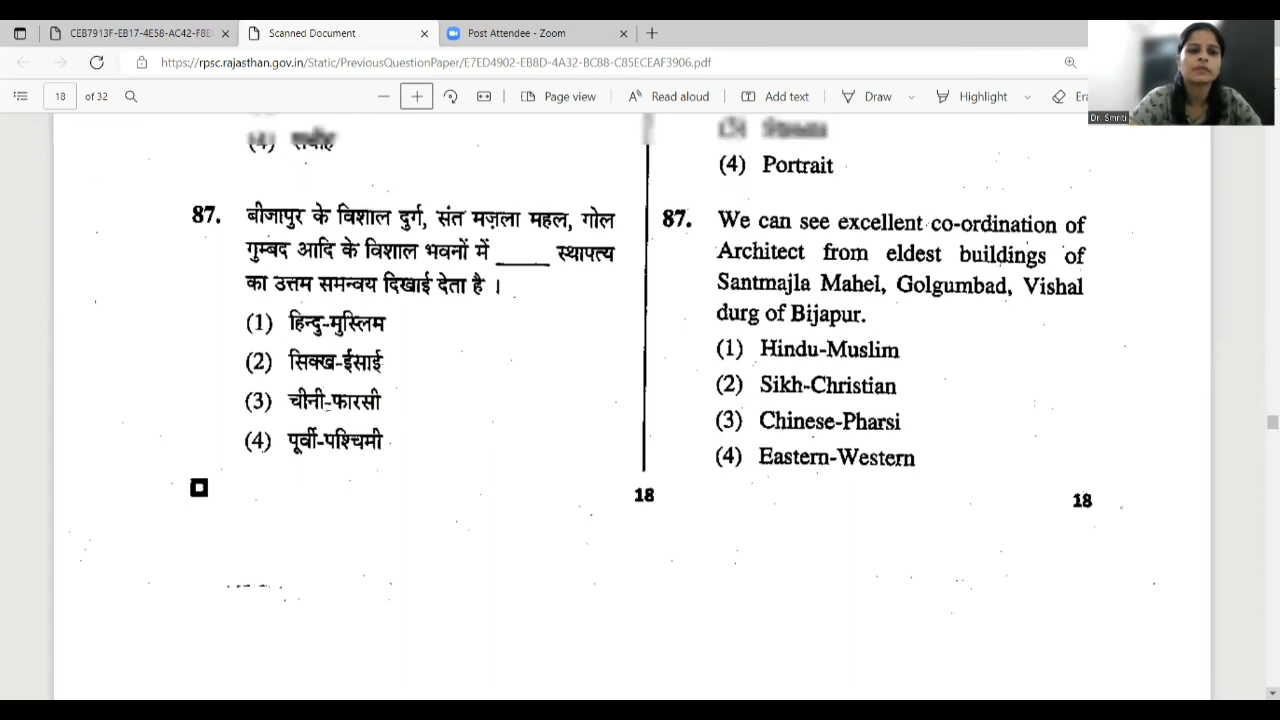 CEB7913F-EB17-4E58-AC42-F8E
Scanned Document
Post Attendee - Zoom
https://rpsc.rajasthan.gov.in/Static/PreviousQuestionPaper/E7ED4902-EB8D-4A32-BC88-C85ECEAF3906.pdf
18 of 32
Page view
Read aloud
Add text
Draw
Highlight
Era
Dr. Smriti
(4) Portrait
87. बीजापुर के विशाल दुर्ग, संत मज़ला महल, गोल
गुम्बद आदि के विशाल भवनों में _____ स्थापत्य
का उत्तम समन्वय दिखाई देता है ।
(1) हिन्दु-मुस्लिम
(2) सिक्ख-ईसाई
(3) चीनी-फारसी
(4) पूर्वी-पश्चिमी
18
87. We can see excellent co-ordination of
Architect from eldest buildings of
Santmajla Mahel, Golgumbad, Vishal
durg of Bijapur.
(1) Hindu-Muslim
(2) Sikh-Christian
(3) Chinese-Pharsi
(4) Eastern-Western
18